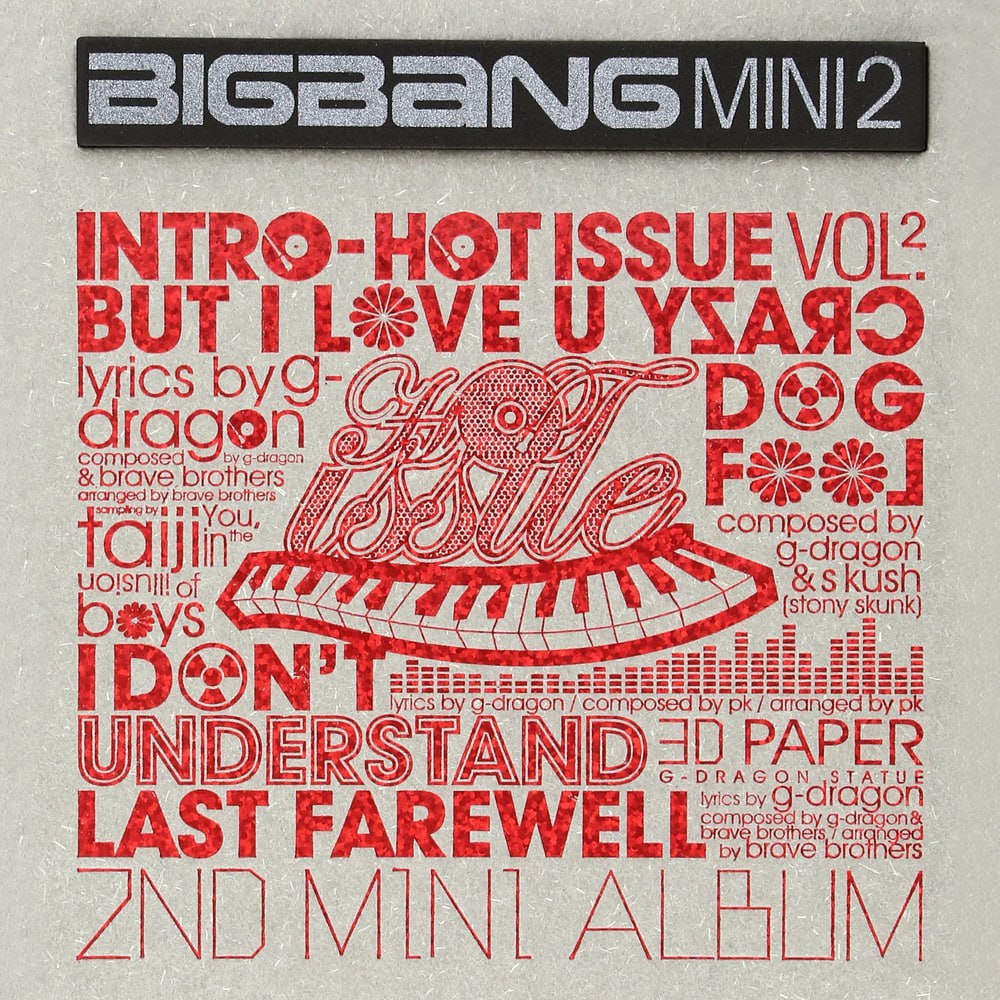 BIGBANG MINI 2
INTRO-HOT ISSUE VOL.2
BUT I LOVE U CRAZY
DOG
FOOL
lyrics by g-
dragon
composed by g-dragon
& brave brothers
arranged by brave brothers
sampling by
taiji You,
in the
illusion!!! of
boys
HOT
issue
composed by
g-dragon
& s kush
(stony skunk)
I DON'T
lyrics by g-dragon / composed by pk / arranged by pk
UNDERSTAND
3D PAPER
G-DRAGON STATUE
LAST FAREWELL
lyrics by g-dragon
composed by g-dragon &
brave brothers / arranged
by brave brothers
2ND MINI ALBUM